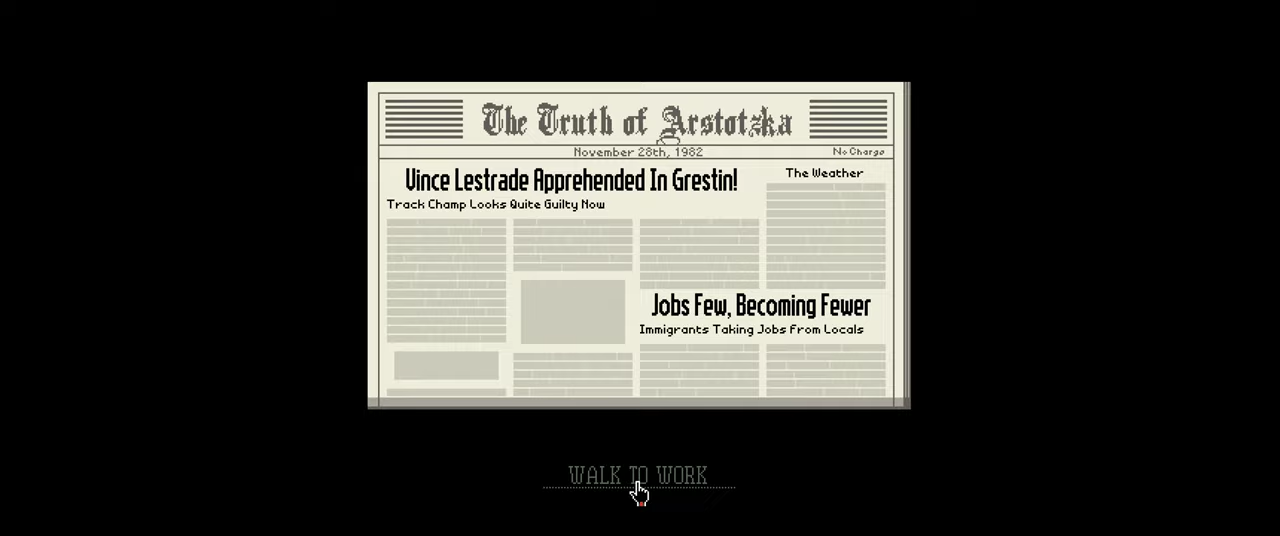 The Truth of Arstotzka
November 28th, 1982
No Charge
Vince Lestrade Apprehended In Grestin!
Track Champ Looks Quite Guilty Now
The Weather
Jobs Few, Becoming Fewer
Immigrants Taking Jobs From Locals
WALK TO WORK